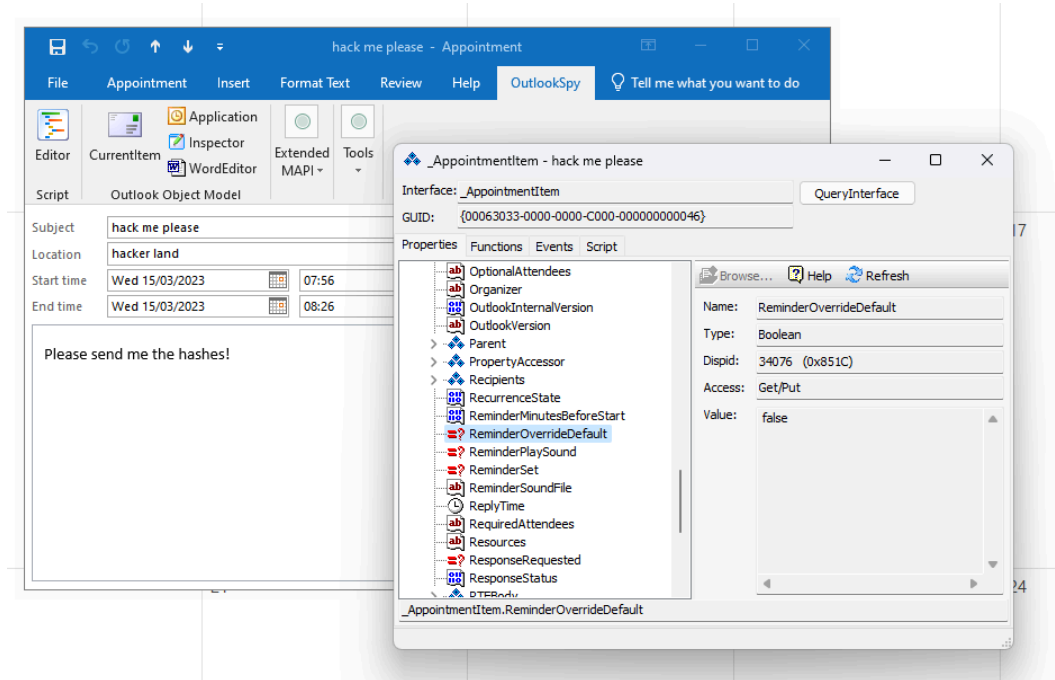 hack me please - Appointment
File Appointment Insert Format Text Review Help OutlookSpy Tell me what you want to do
Editor
CurrentItem
Application
Inspector
WordEditor
Extended MAPI
Tools
Script
Outlook Object Model
Subject hack me please
Location hacker land
Start time Wed 15/03/2023 07:56
End time Wed 15/03/2023 08:26
Please send me the hashes!
_AppointmentItem - hack me please
Interface: _AppointmentItem QueryInterface
GUID: {00063033-0000-0000-C000-000000000046}
Properties Functions Events Script
OptionalAttendees
Organizer
OutlookInternalVersion
OutlookVersion
Parent
PropertyAccessor
Recipients
RecurrenceState
ReminderMinutesBeforeStart
ReminderOverrideDefault
ReminderPlaySound
ReminderSet
ReminderSoundFile
ReplyTime
RequiredAttendees
Resources
ResponseRequested
ResponseStatus
RTFBody
Browse... Help Refresh
Name: ReminderOverrideDefault
Type: Boolean
Dispid: 34076 (0x851C)
Access: Get/Put
Value: false
_AppointmentItem.ReminderOverrideDefault
17
24